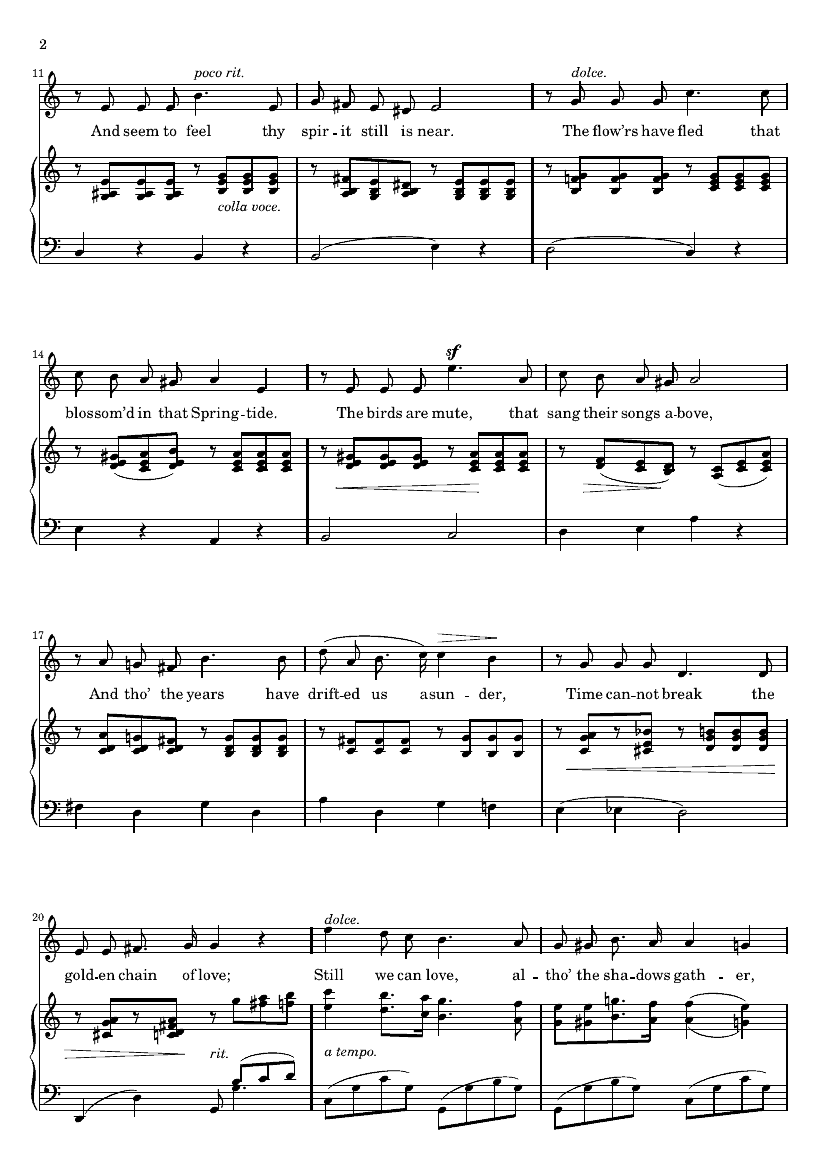 2
11
poco rit.
And seem to feel thy spir - it still is near.
dolce.
The flow'rs have fled that
colla voce.
14
sf
blossom'd in that Spring - tide. The birds are mute, that sang their songs a-bove,
17
And tho' the years have drift-ed us asun - der, Time can-not break the
20
gold-en chain of love;
dolce.
Still we can love, al - tho' the sha-dows gath - er,
rit.
a tempo.